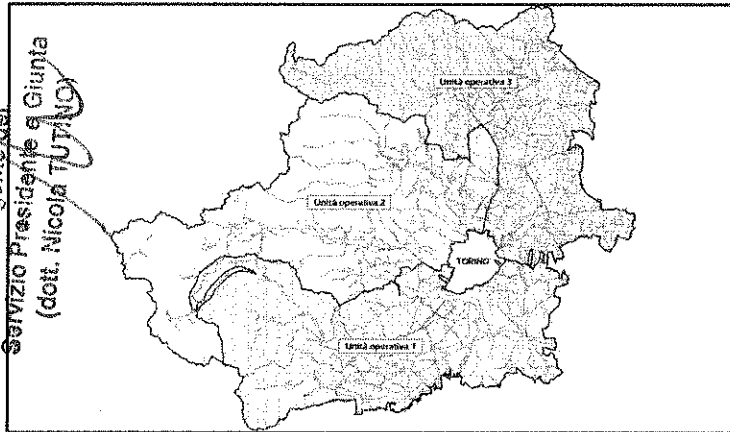 Servizio Presidente e Giunta
(dott. Nicola TUTINO)
Unità operativa 3
Unità operativa 2
TORINO
Unità operativa 1